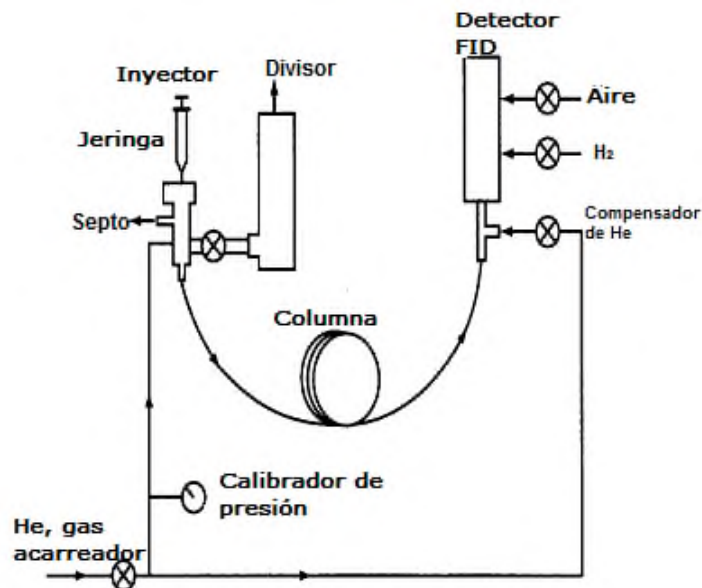 Detector
FID
Inyector
Divisor
Aire
Jeringa
H2
Septo
Compensador
de He
Columna
Calibrador de
presión
He, gas
acarreador